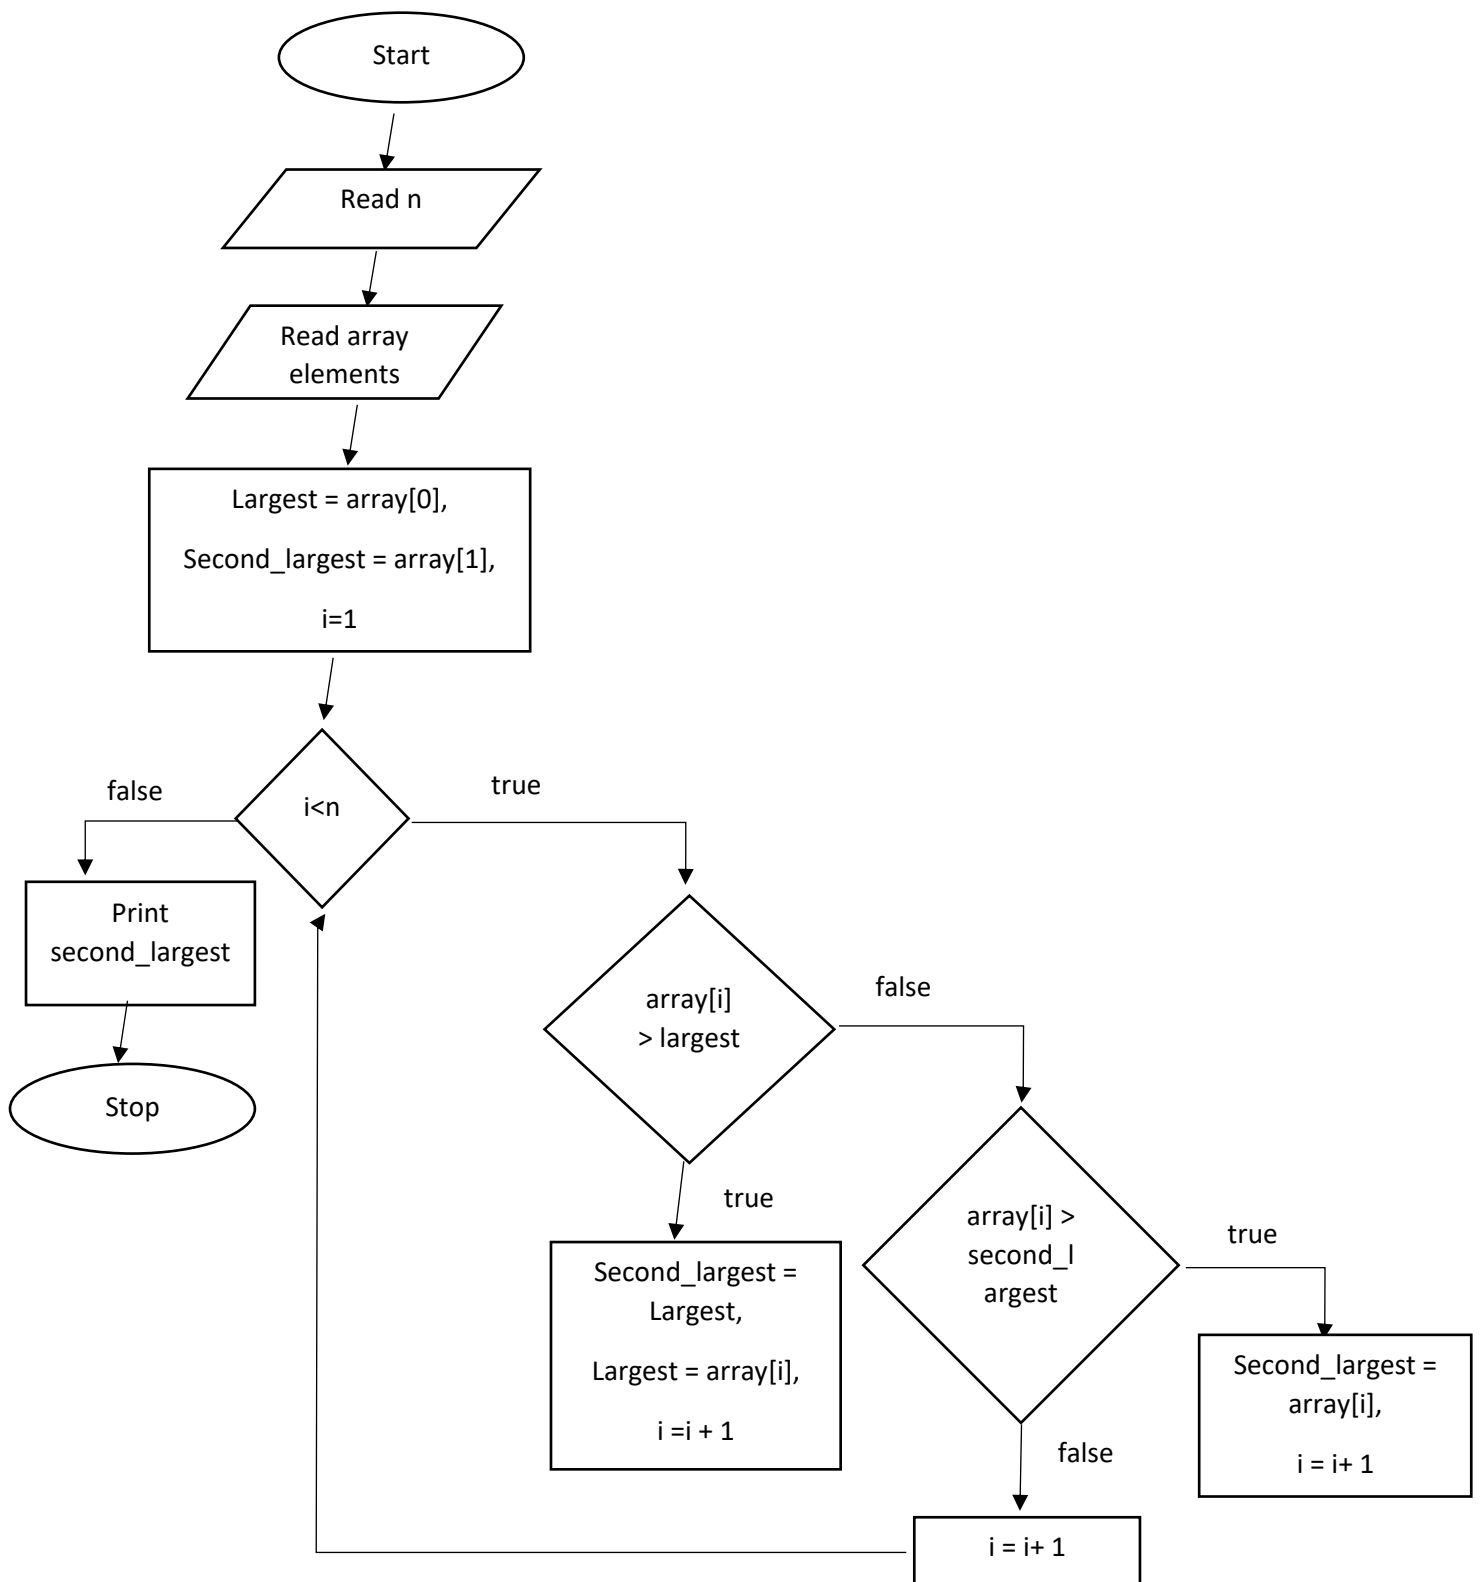 Start
Read n
Read array
elements
Largest = array[0],
Second_largest = array[1],
i=1
false
i<n
true
Print
second_largest
Stop
array[i]
> largest
false
true
Second_largest =
Largest,
Largest = array[i],
i =i + 1
array[i] >
second_l
argest
true
false
Second_largest =
array[i],
i = i+ 1
i = i+ 1